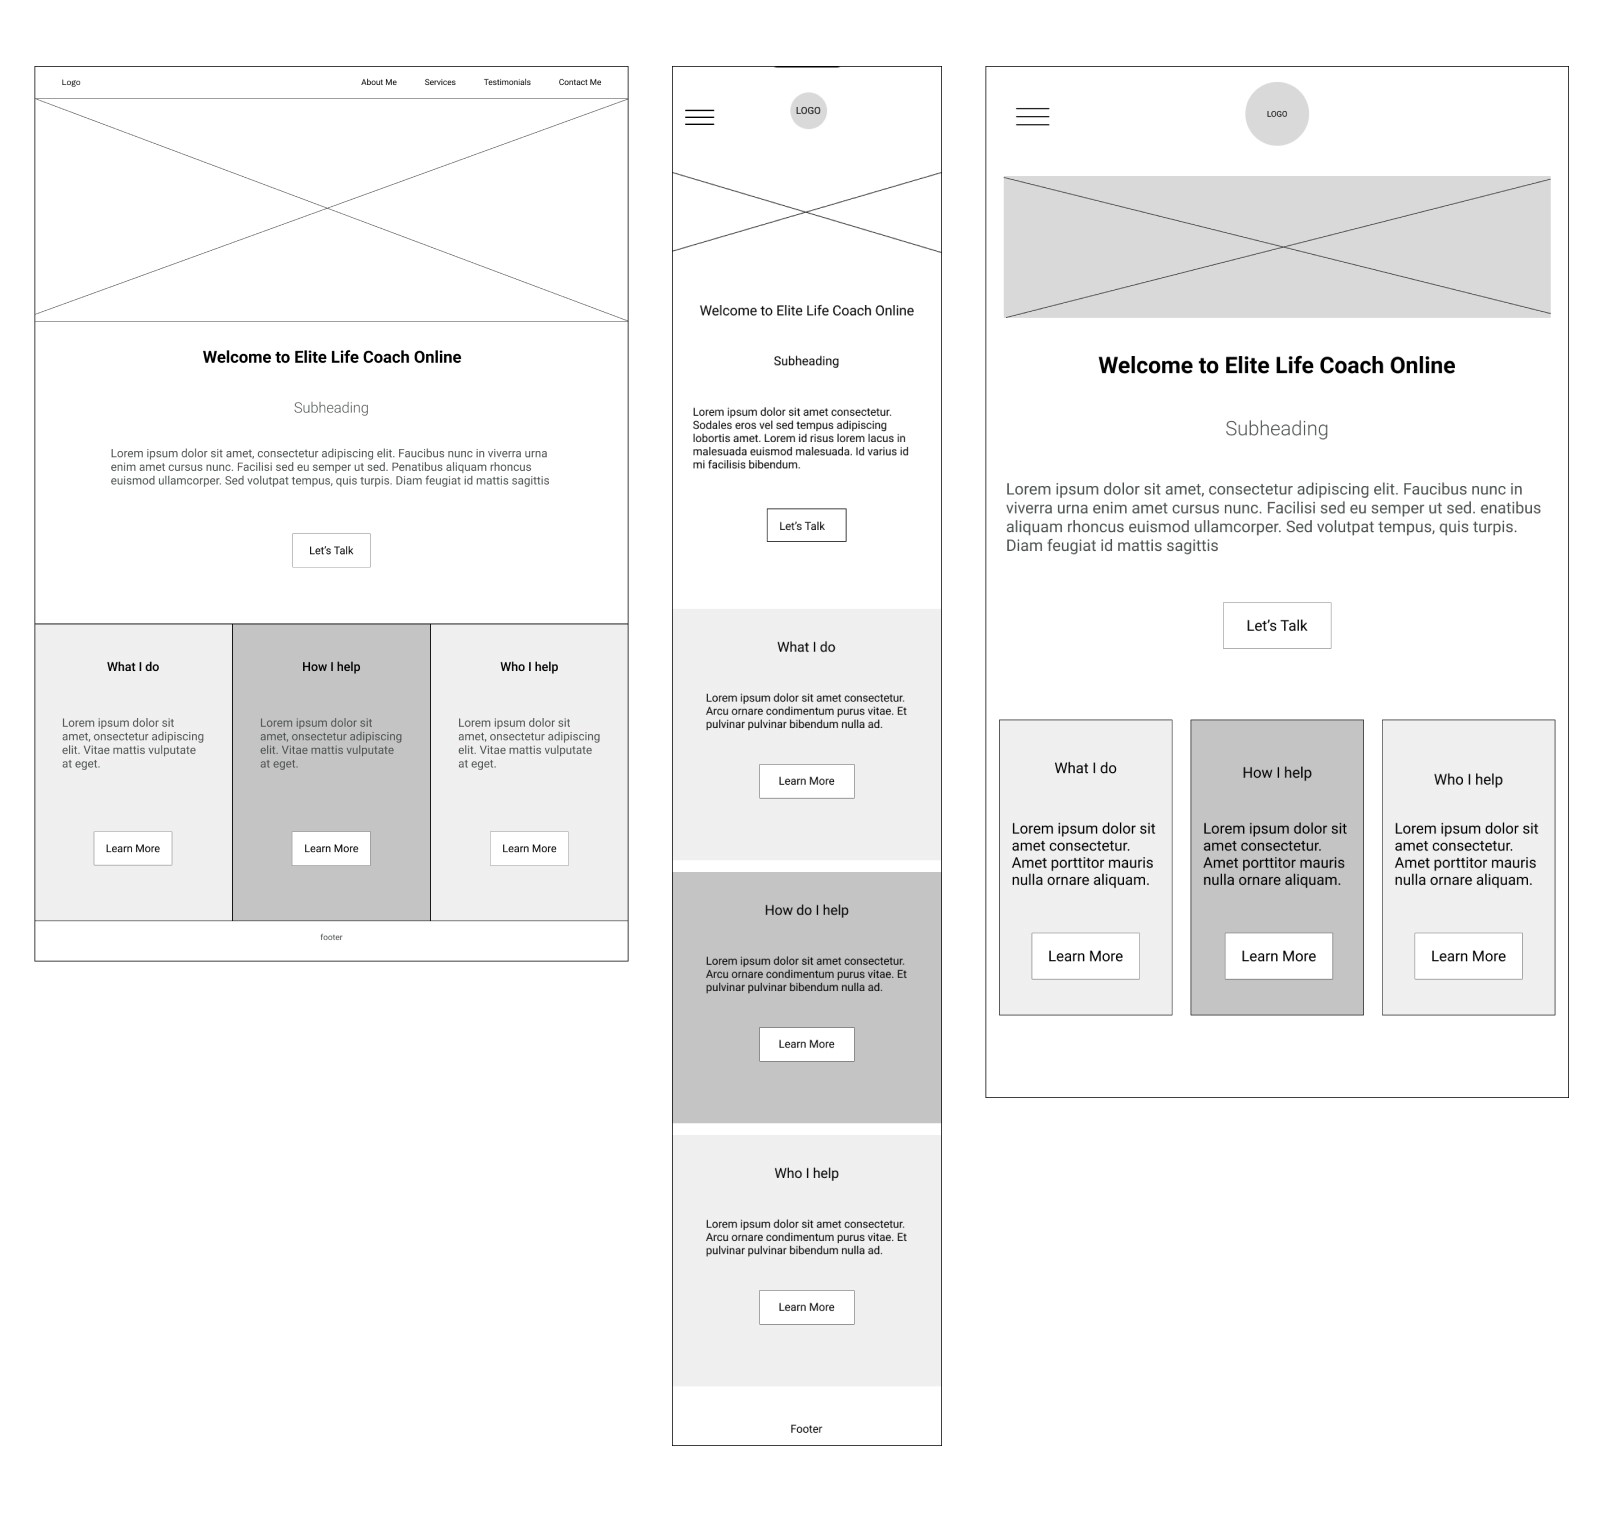 Logo
About Me
Services
Testimonials
Contact Me
Welcome to Elite Life Coach Online
Subheading
Lorem ipsum dolor sit amet, consectetur adipiscing elit. Faucibus nunc in viverra urna
enim amet cursus nunc. Facilisi sed eu semper ut sed. Penatibus aliquam rhoncus
euismod ullamcorper. Sed volutpat tempus, quis turpis. Diam feugiat id mattis sagittis
Let's Talk
What I do
Lorem ipsum dolor sit
amet, onsectetur adipiscing
elit. Vitae mattis vulputate
at eget.
Learn More
How I help
Lorem ipsum dolor sit
amet, onsectetur adipiscing
elit. Vitae mattis vulputate
at eget.
Learn More
Who I help
Lorem ipsum dolor sit
amet, onsectetur adipiscing
elit. Vitae mattis vulputate
at eget.
Learn More
footer
LOGO
Welcome to Elite Life Coach Online
Subheading
Lorem ipsum dolor sit amet consectetur.
Sodales eros vel sed tempus adipiscing
lobortis amet. Lorem id risus lorem lacus in
malesuada euismod malesuada. Id varius id
mi facilisis bibendum.
Let's Talk
What I do
Lorem ipsum dolor sit amet consectetur.
Arcu ornare condimentum purus vitae. Et
pulvinar pulvinar bibendum nulla ad.
Learn More
How do I help
Lorem ipsum dolor sit amet consectetur.
Arcu ornare condimentum purus vitae. Et
pulvinar pulvinar bibendum nulla ad.
Learn More
Who I help
Lorem ipsum dolor sit amet consectetur.
Arcu ornare condimentum purus vitae. Et
pulvinar pulvinar bibendum nulla ad.
Learn More
Footer
LOGO
Welcome to Elite Life Coach Online
Subheading
Lorem ipsum dolor sit amet, consectetur adipiscing elit. Faucibus nunc in
viverra urna enim amet cursus nunc. Facilisi sed eu semper ut sed. enatibus
aliquam rhoncus euismod ullamcorper. Sed volutpat tempus, quis turpis.
Diam feugiat id mattis sagittis
Let's Talk
What I do
Lorem ipsum dolor sit
amet consectetur.
Amet porttitor mauris
nulla ornare aliquam.
Learn More
How I help
Lorem ipsum dolor sit
amet consectetur.
Amet porttitor mauris
nulla ornare aliquam.
Learn More
Who I help
Lorem ipsum dolor sit
amet consectetur.
Amet porttitor mauris
nulla ornare aliquam.
Learn More